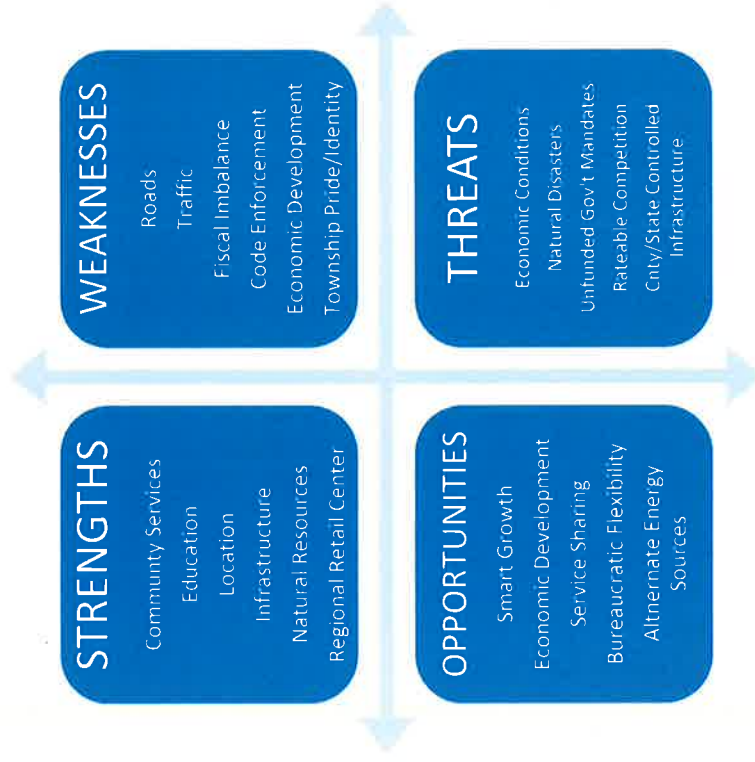 STRENGTHS
Communty Services
Education
Location
Infrastructure
Natural Resources
Regional Retail Center
WEAKNESSES
Roads
Traffic
Fiscal Imbalance
Code Enforcement
Economic Development
Township Pride/Identity
OPPORTUNITIES
Smart Growth
Economic Development
Service Sharing
Bureaucratic Flexibility
Altnernate Energy
Sources
THREATS
Economic Conditions
Natural Disasters
Unfunded Gov't Mandates
Rateable Competition
Cnty/State Controlled
Infrastructure